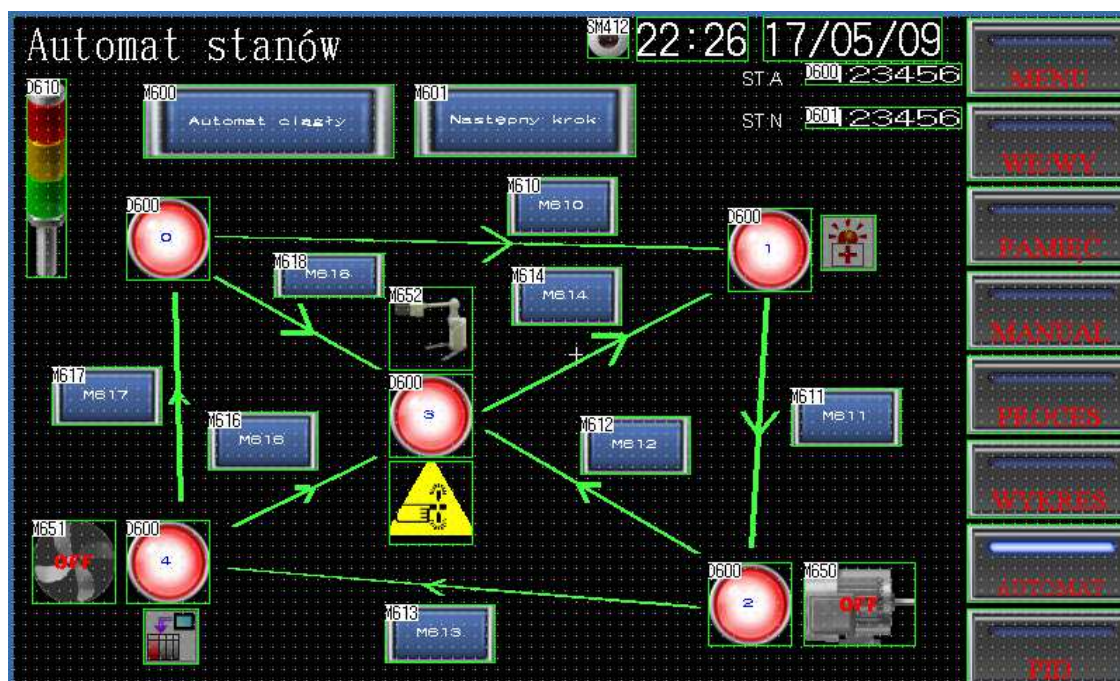 Automat stanów
SM412
22:26 17/05/09
MENU
D610
ST.A D600 123456
M600 Automat ciągły
M601 Następny krok
ST.N D601 123456
WE/WY
M610 M610
D600 0
D600 1
PAMIĘĆ
M618 M618
M614 M614
M652
MANUAL
M617 M617
D600 3
M611 M611
PROCES
M616 M616
M612 M612
WYKRES
M651 OFF
D600 4
AUTOMAT
D600 2
M650 OFF
M613 M613
PID